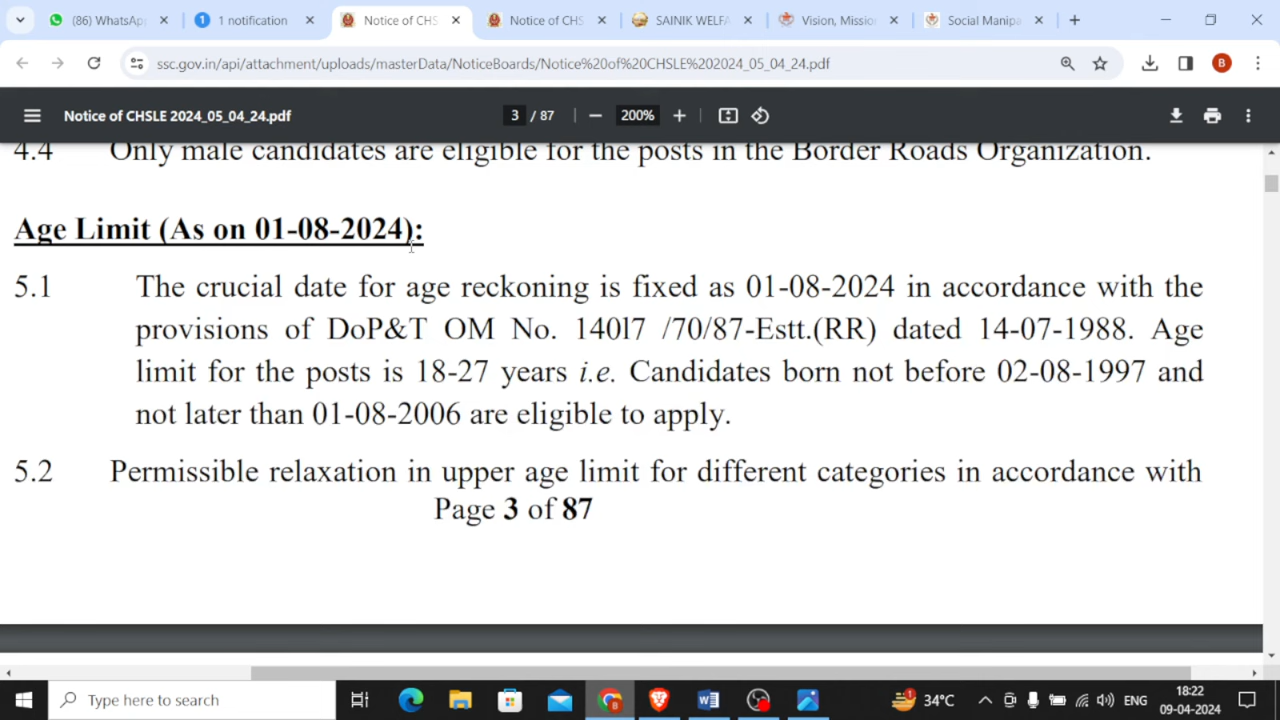 (86) WhatsAp
1 notification
Notice of CHS
Notice of CHS
SAINIK WELFA
Vision, Missio
Social Manipa
ssc.gov.in/api/attachment/uploads/masterData/NoticeBoards/Notice%20of%20CHSLE%202024_05_04_24.pdf
B
Notice of CHSLE 2024_05_04_24.pdf
3 / 87
200%
4.4 Only male candidates are eligible for the posts in the Border Roads Organization.
Age Limit (As on 01-08-2024):
5.1 The crucial date for age reckoning is fixed as 01-08-2024 in accordance with the
provisions of DoP&T OM No. 140l7 /70/87-Estt.(RR) dated 14-07-1988. Age
limit for the posts is 18-27 years i.e. Candidates born not before 02-08-1997 and
not later than 01-08-2006 are eligible to apply.
5.2 Permissible relaxation in upper age limit for different categories in accordance with
Page 3 of 87
Type here to search
34°C
ENG
18:22
09-04-2024